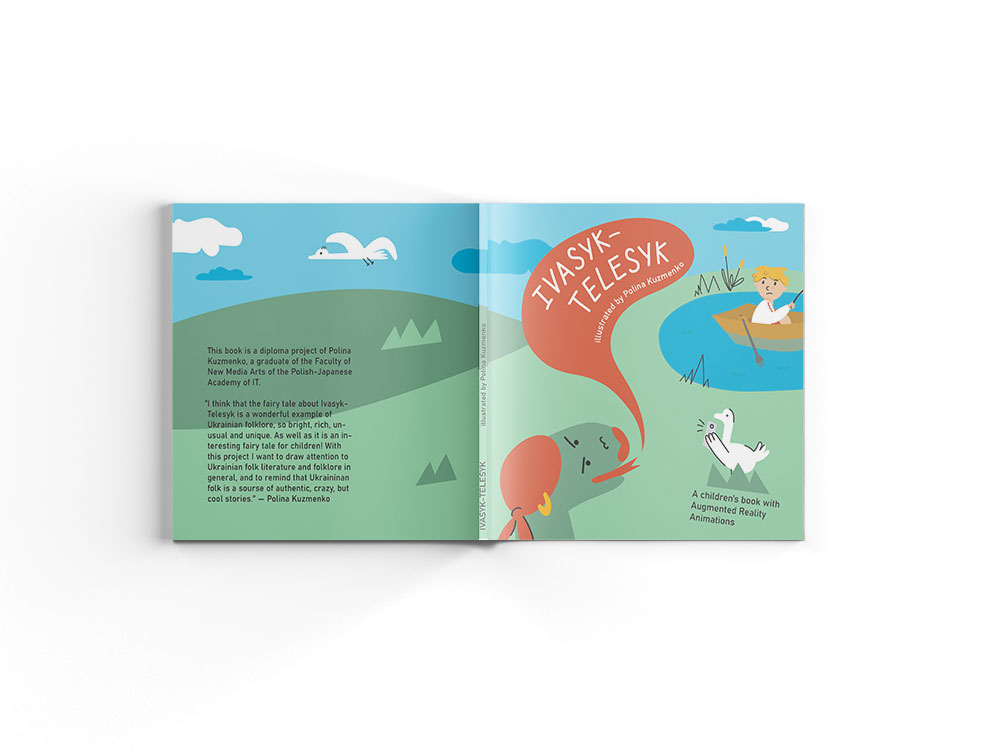 This book is a diploma project of Polina
Kuzmenko, a graduate of the Faculty of
New Media Arts of the Polish-Japanese
Academy of IT.
"I think that the fairy tale about Ivasyk-
Telesyk is a wonderful example of
Ukrainian folklore, so bright, rich, un-
usual and unique. As well as it is an in-
teresting fairy tale for children! With
this project I want to draw attention to
Ukrainian folk literature and folklore in
general, and to remind that Ukraininan
folk is a sourse of authentic, crazy, but
cool stories." — Polina Kuzmenko
IVASYK-TELESYK
illustrated by Polina Kuzmenko
IVASYK-
TELESYK
illustrated by Polina Kuzmenko
A children's book with
Augmented Reality
Animations